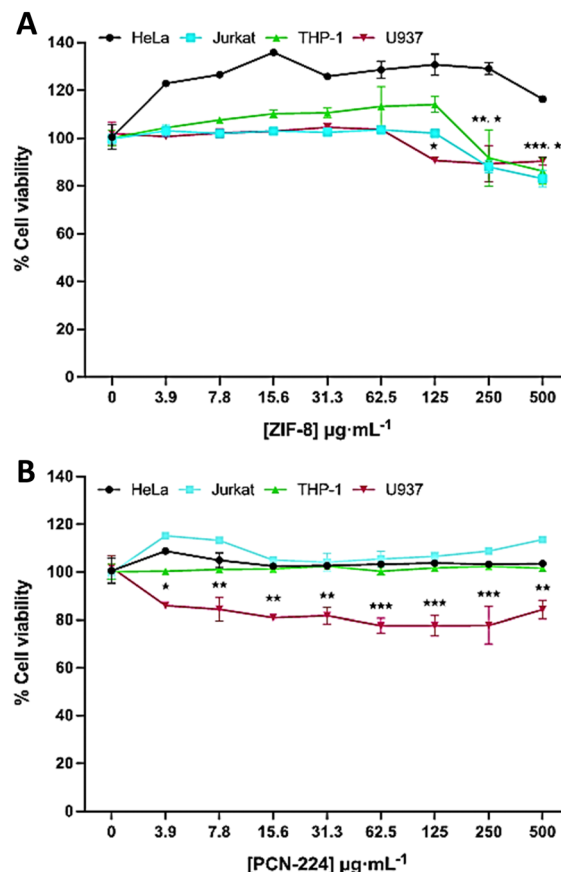 A
HeLa Jurkat THP-1 U937
% Cell viability
140
120
100
80
60
40
20
0
**. *
***. *
*
0 3.9 7.8 15.6 31.3 62.5 125 250 500
[ZIF-8] µg·mL⁻¹
B
HeLa Jurkat THP-1 U937
% Cell viability
140
120
100
80
60
40
20
0
* ** ** ** *** *** *** **
0 3.9 7.8 15.6 31.3 62.5 125 250 500
[PCN-224] µg·mL⁻¹